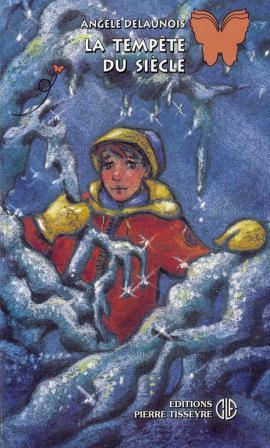 ANGÈLE DELAUNOIS
LA TEMPÊTE
DU SIÈCLE
ÉDITIONS
PIERRE TISSEYRE